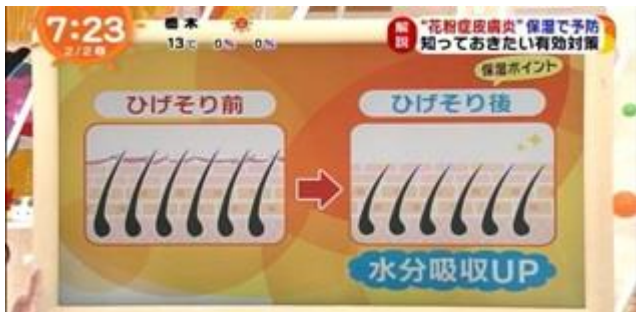 7:23
栃木
13℃ 0% 0%
解説
"花粉症皮膚炎"保湿で予防
知っておきたい有効対策
保湿ポイント
ひげそり前
ひげそり後
水分吸収UP